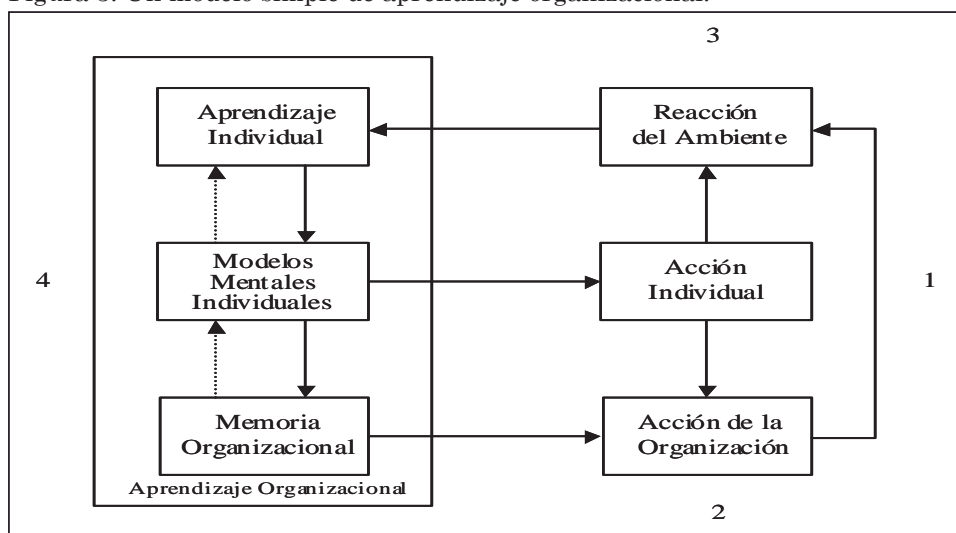 Figura 3. Un modelo simple de aprendizaje organizacional.
3
Aprendizaje
Individual
Reacción
del Ambiente
4
Modelos
Mentales
Individuales
Acción
Individual
1
Memoria
Organizacional
Acción de la
Organización
Aprendizaje Organizacional
2